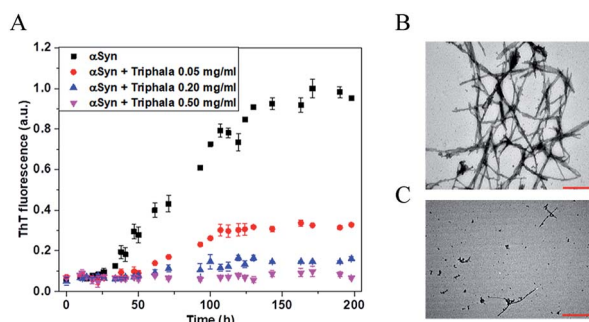 A
B
C
αSyn
αSyn + Triphala 0.05 mg/ml
αSyn + Triphala 0.20 mg/ml
αSyn + Triphala 0.50 mg/ml
ThT fluorescence (a.u.)
1.2
1.0
0.8
0.6
0.4
0.2
0.0
0
50
100
150
200
Time (h)